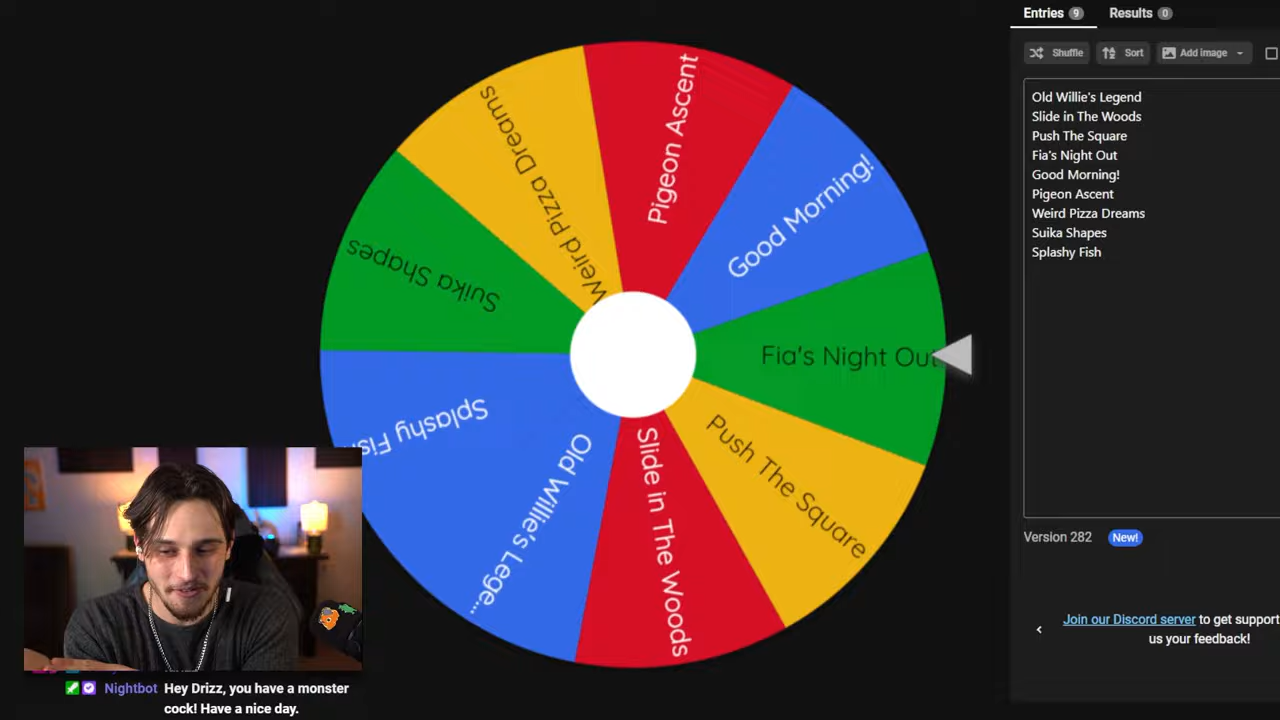 Entries 9 Results 0
Shuffle Sort Add image
Old Willie's Legend
Slide in The Woods
Push The Square
Fia's Night Out
Good Morning!
Pigeon Ascent
Weird Pizza Dreams
Suika Shapes
Splashy Fish
Version 282 New!
Join our Discord server to get support
us your feedback!
Pigeon Ascent
Good Morning!
Fia's Night Out
Push The Square
Slide in The Woods
Old Willie's Lege...
Splashy Fish
Suika Shapes
Weird Pizza Dreams
Nightbot Hey Drizz, you have a monster
cock! Have a nice day.